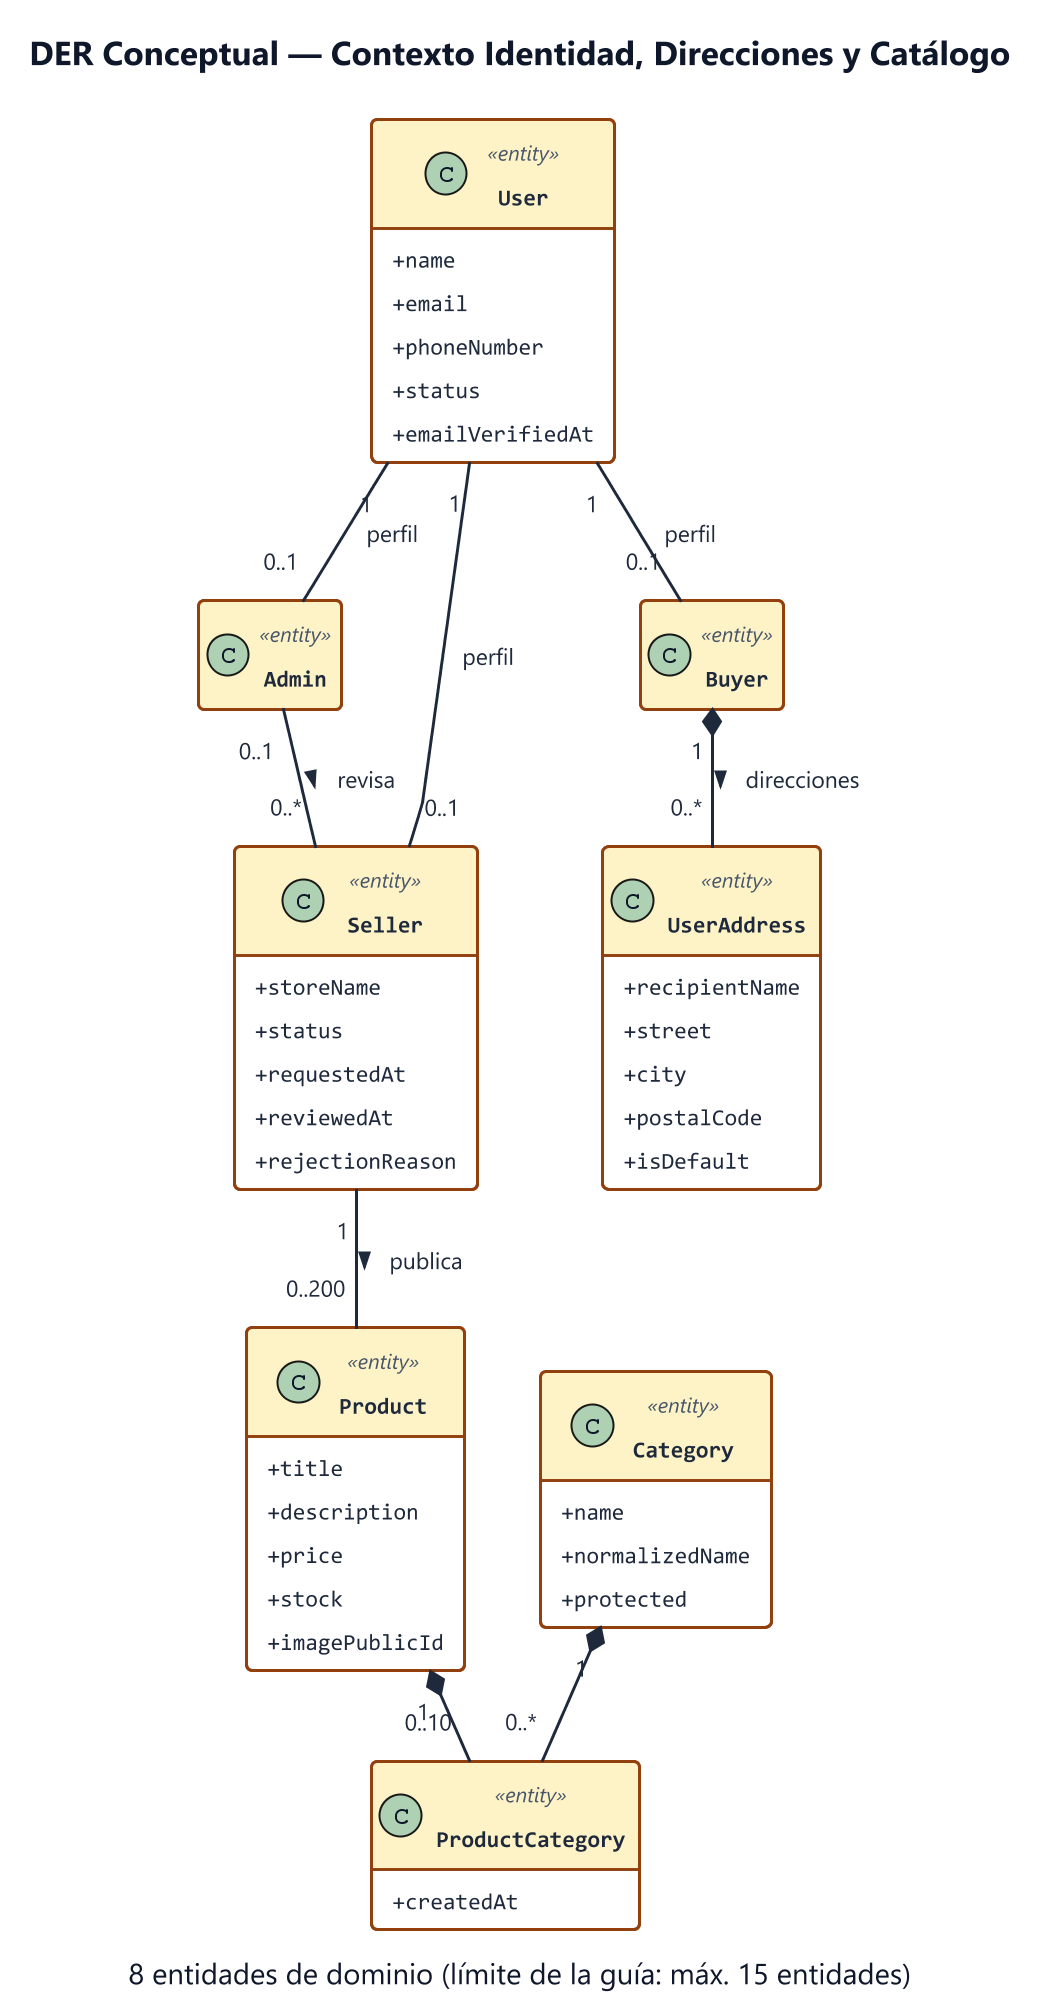 DER Conceptual — Contexto Identidad, Direcciones y Catálogo
«entity»
C
User
+name
+email
+phoneNumber
+status
+emailVerifiedAt
1
1
1
perfil
perfil
0..1
0..1
«entity»
C
Admin
perfil
«entity»
C
Buyer
0..1
1
revisa
direcciones
0..*
0..1
0..*
«entity»
C
Seller
+storeName
+status
+requestedAt
+reviewedAt
+rejectionReason
«entity»
C
UserAddress
+recipientName
+street
+city
+postalCode
+isDefault
1
publica
0..200
«entity»
C
Product
+title
+description
+price
+stock
+imagePublicId
«entity»
C
Category
+name
+normalizedName
+protected
1
1
0..10
0..*
«entity»
C
ProductCategory
+createdAt
8 entidades de dominio (límite de la guía: máx. 15 entidades)